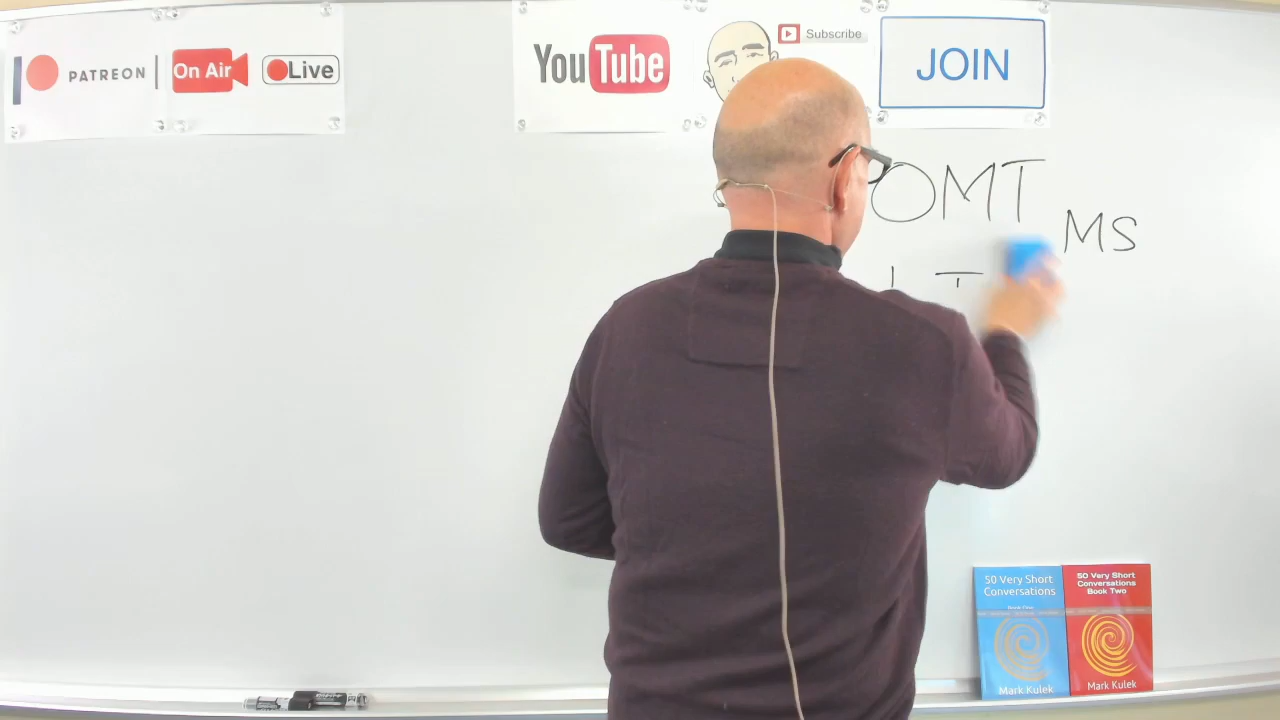 PATREON
On Air
Live
YouTube
Subscribe
JOIN
OMT
MS
50 Very Short
Conversations
Mark Kulek
50 Very Short
Conversations
Book Two
Mark Kulek